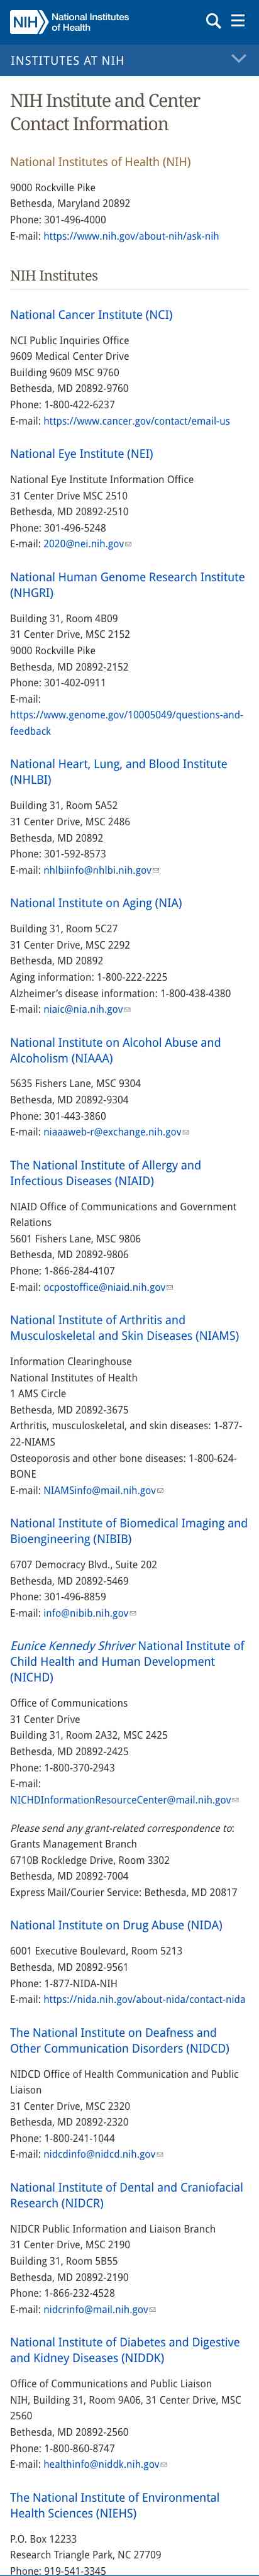 NIH National Institutes
of Health
INSTITUTES AT NIH
NIH Institute and Center
Contact Information
National Institutes of Health (NIH)
9000 Rockville Pike
Bethesda, Maryland 20892
Phone: 301-496-4000
E-mail: https://www.nih.gov/about-nih/ask-nih
NIH Institutes
National Cancer Institute (NCI)
NCI Public Inquiries Office
9609 Medical Center Drive
Building 9609 MSC 9760
Bethesda, MD 20892-9760
Phone: 1-800-422-6237
E-mail: https://www.cancer.gov/contact/email-us
National Eye Institute (NEI)
National Eye Institute Information Office
31 Center Drive MSC 2510
Bethesda, MD 20892-2510
Phone: 301-496-5248
E-mail: 2020@nei.nih.gov
National Human Genome Research Institute
(NHGRI)
Building 31, Room 4B09
31 Center Drive, MSC 2152
9000 Rockville Pike
Bethesda, MD 20892-2152
Phone: 301-402-0911
E-mail:
https://www.genome.gov/10005049/questions-and-
feedback
National Heart, Lung, and Blood Institute
(NHLBI)
Building 31, Room 5A52
31 Center Drive, MSC 2486
Bethesda, MD 20892
Phone: 301-592-8573
E-mail: nhlbiinfo@nhlbi.nih.gov
National Institute on Aging (NIA)
Building 31, Room 5C27
31 Center Drive, MSC 2292
Bethesda, MD 20892
Aging information: 1-800-222-2225
Alzheimer's disease information: 1-800-438-4380
E-mail: niaic@nia.nih.gov
National Institute on Alcohol Abuse and
Alcoholism (NIAAA)
5635 Fishers Lane, MSC 9304
Bethesda, MD 20892-9304
Phone: 301-443-3860
E-mail: niaaaweb-r@exchange.nih.gov
The National Institute of Allergy and
Infectious Diseases (NIAID)
NIAID Office of Communications and Government
Relations
5601 Fishers Lane, MSC 9806
Bethesda, MD 20892-9806
Phone: 1-866-284-4107
E-mail: ocpostoffice@niaid.nih.gov
National Institute of Arthritis and
Musculoskeletal and Skin Diseases (NIAMS)
Information Clearinghouse
National Institutes of Health
1 AMS Circle
Bethesda, MD 20892-3675
Arthritis, musculoskeletal, and skin diseases: 1-877-
22-NIAMS
Osteoporosis and other bone diseases: 1-800-624-
BONE
E-mail: NIAMSinfo@mail.nih.gov
National Institute of Biomedical Imaging and
Bioengineering (NIBIB)
6707 Democracy Blvd., Suite 202
Bethesda, MD 20892-5469
Phone: 301-496-8859
E-mail: info@nibib.nih.gov
Eunice Kennedy Shriver National Institute of
Child Health and Human Development
(NICHD)
Office of Communications
31 Center Drive
Building 31, Room 2A32, MSC 2425
Bethesda, MD 20892-2425
Phone: 1-800-370-2943
E-mail:
NICHDInformationResourceCenter@mail.nih.gov
Please send any grant-related correspondence to:
Grants Management Branch
6710B Rockledge Drive, Room 3302
Bethesda, MD 20892-7004
Express Mail/Courier Service: Bethesda, MD 20817
National Institute on Drug Abuse (NIDA)
6001 Executive Boulevard, Room 5213
Bethesda, MD 20892-9561
Phone: 1-877-NIDA-NIH
E-mail: https://nida.nih.gov/about-nida/contact-nida
The National Institute on Deafness and
Other Communication Disorders (NIDCD)
NIDCD Office of Health Communication and Public
Liaison
31 Center Drive, MSC 2320
Bethesda, MD 20892-2320
Phone: 1-800-241-1044
E-mail: nidcdinfo@nidcd.nih.gov
National Institute of Dental and Craniofacial
Research (NIDCR)
NIDCR Public Information and Liaison Branch
31 Center Drive, MSC 2190
Building 31, Room 5B55
Bethesda, MD 20892-2190
Phone: 1-866-232-4528
E-mail: nidcrinfo@mail.nih.gov
National Institute of Diabetes and Digestive
and Kidney Diseases (NIDDK)
Office of Communications and Public Liaison
NIH, Building 31, Room 9A06, 31 Center Drive, MSC
2560
Bethesda, MD 20892-2560
Phone: 1-800-860-8747
E-mail: healthinfo@niddk.nih.gov
The National Institute of Environmental
Health Sciences (NIEHS)
P.O. Box 12233
Research Triangle Park, NC 27709
Phone: 919-541-3345